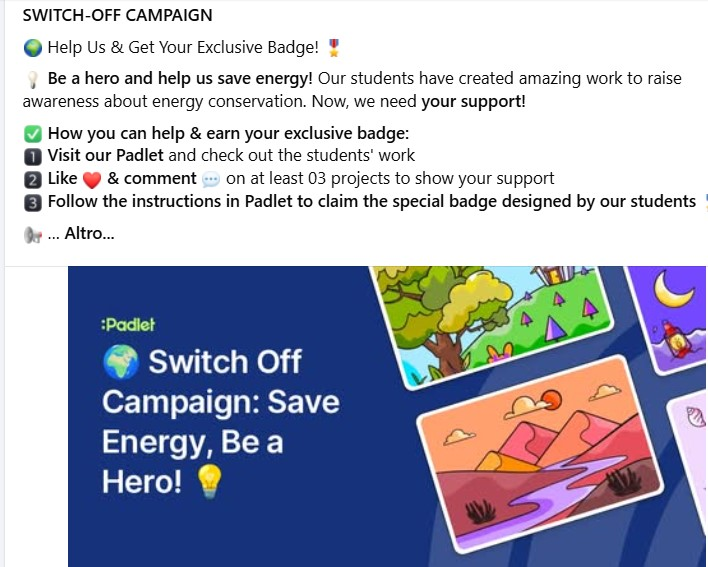 SWITCH-OFF CAMPAIGN
🌍 Help Us & Get Your Exclusive Badge! 🎖️
💡 Be a hero and help us save energy! Our students have created amazing work to raise
awareness about energy conservation. Now, we need your support!
✅ How you can help & earn your exclusive badge:
1️⃣ Visit our Padlet and check out the students' work
2️⃣ Like ❤️ & comment 💬 on at least 03 projects to show your support
3️⃣ Follow the instructions in Padlet to claim the special badge designed by our students
📢 ... Altro...
:Padlet
🌍 Switch Off
Campaign: Save
Energy, Be a
Hero! 💡